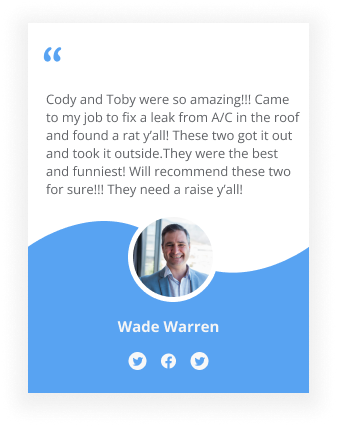 “
Cody and Toby were so amazing!!! Came
to my job to fix a leak from A/C in the roof
and found a rat y’all! These two got it out
and took it outside.They were the best
and funniest! Will recommend these two
for sure!!! They need a raise y’all!
Wade Warren